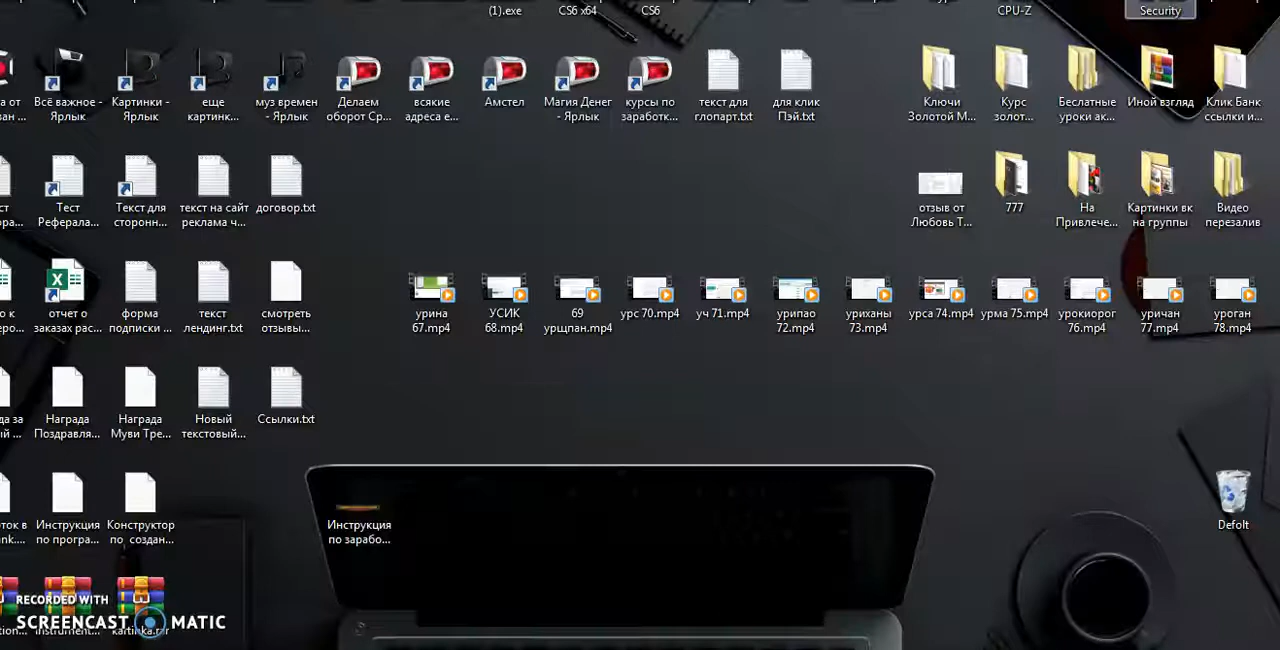 (1).exe
CS6 x64
CS6
CPU-Z
Security
Всё важное -
Ярлык
Картинки -
Ярлык
еще
картинк...
муз времен
- Ярлык
Делаем
оборот Ср...
всякие
адреса е...
Амстел
Магия Денег
- Ярлык
курсы по
заработк...
текст для
глопарт.txt
для клик
Пэй.txt
Ключи
Золотой М...
Курс
золот...
Беслатные
уроки ак...
Иной взгляд
Клик Банк
ссылки и...
Тест
Реферала...
Текст для
сторонн...
текст на сайт
реклама ч...
договор.txt
отзыв от
Любовь Т...
777
На
Привлече...
Картинки вк
на группы
Видео
перезалив
отчет о
заказах рас...
форма
подписки ...
текст
лендинг.txt
смотреть
отзывы...
урина
67.mp4
УСИК
68.mp4
69
урщпан.mp4
урс 70.mp4
уч 71.mp4
урипао
72.mp4
уриханы
73.mp4
урса 74.mp4
урма 75.mp4
урокиорог
76.mp4
уричан
77.mp4
уроган
78.mp4
Награда
Поздравля...
Награда
Муви Тре...
Новый
текстовый...
Ссылки.txt
Инструкция
по програ...
Конструктор
по создан...
Инструкция
по зарабо...
Defolt
RECORDED WITH
SCREENCAST MATIC
instrument...
kartinka.rar